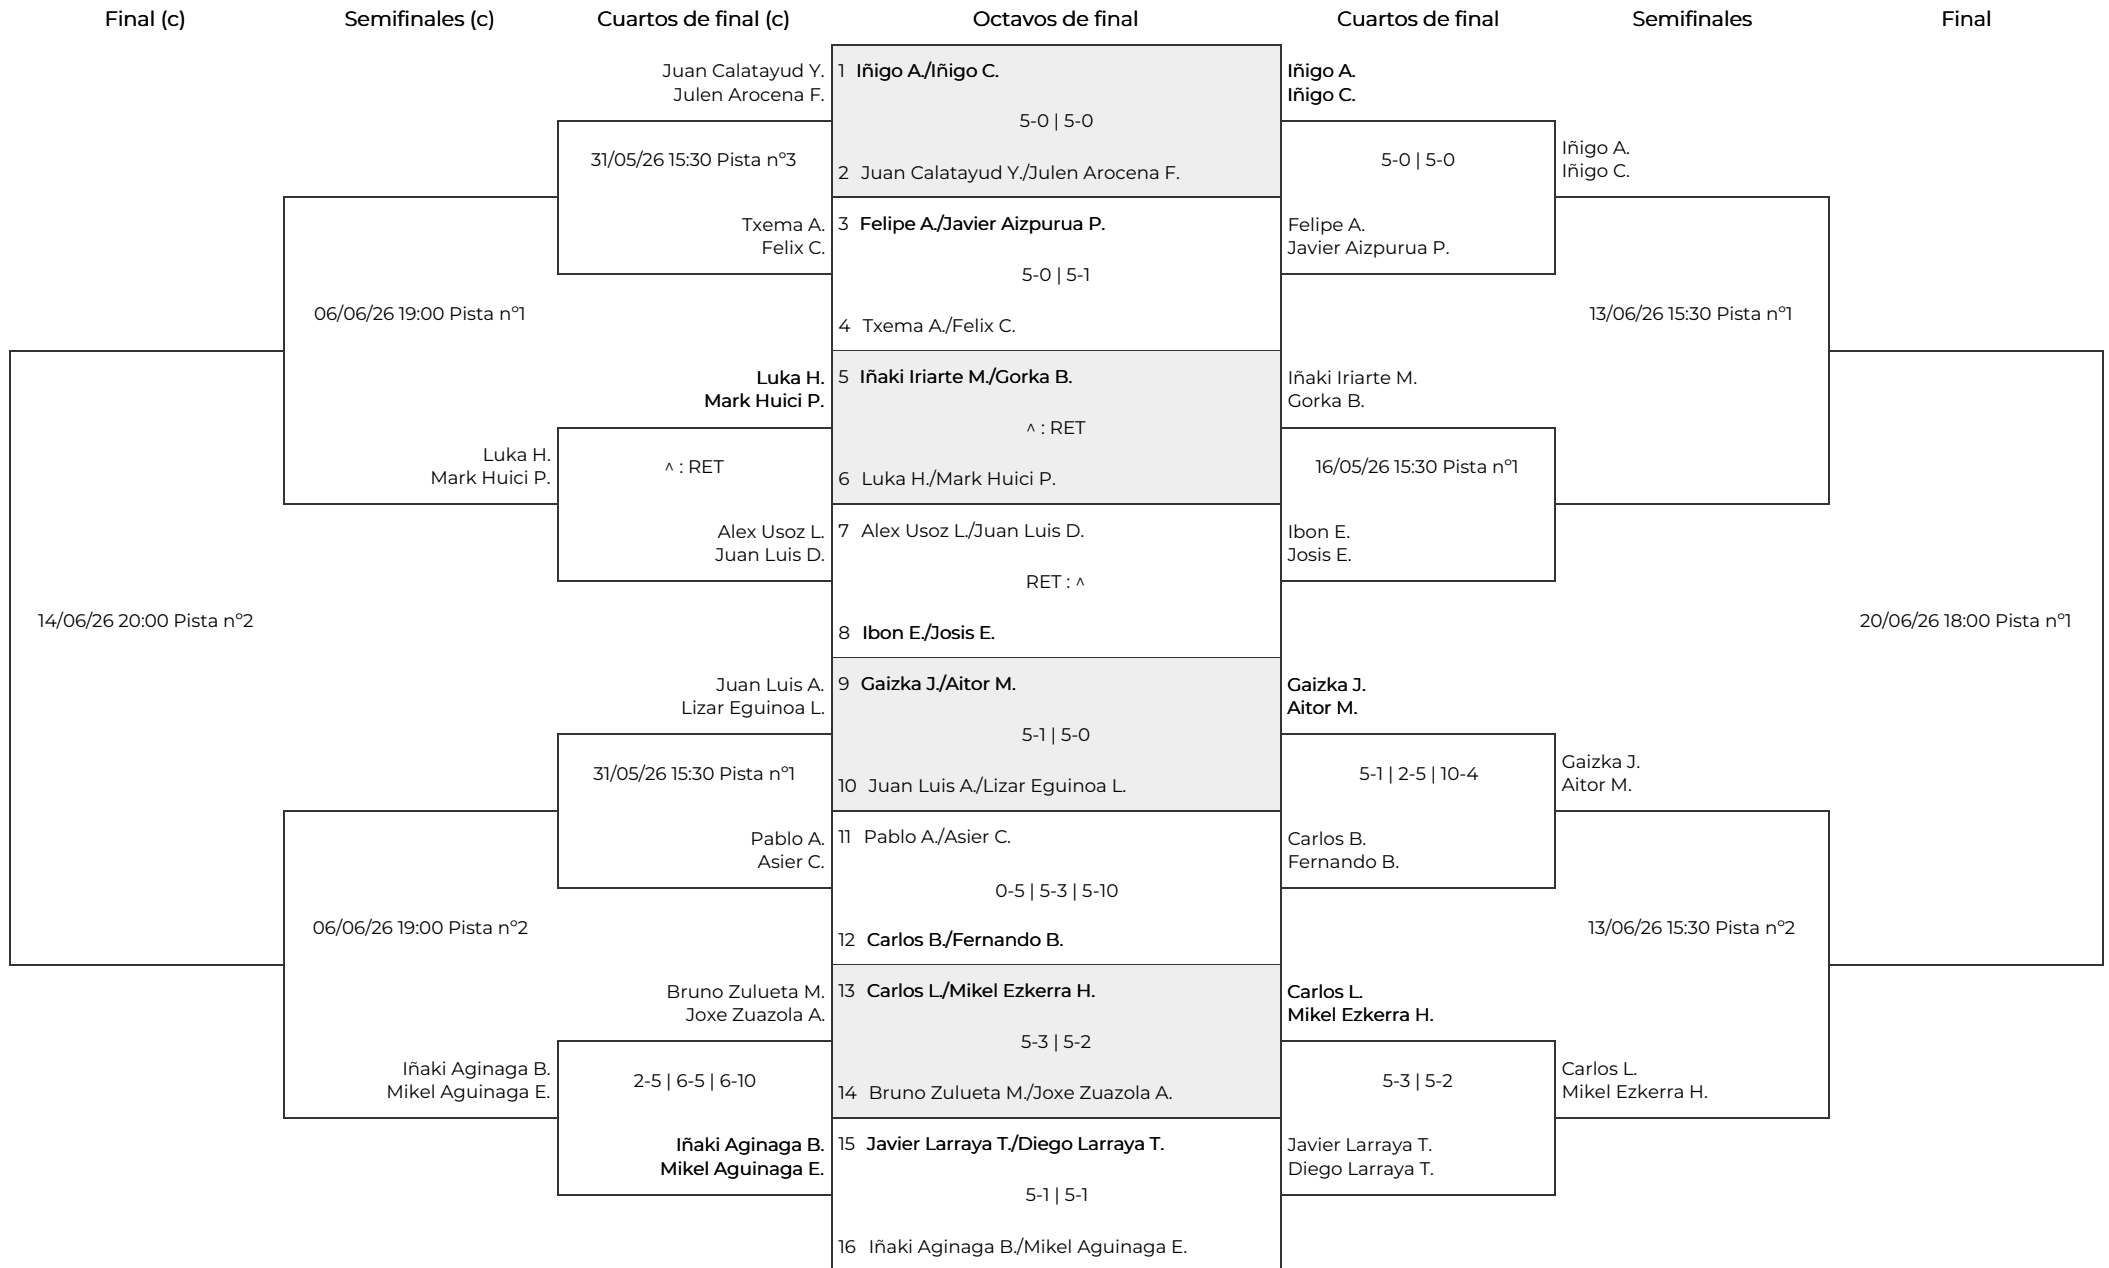 Final (c)
Semifinales (c)
Cuartos de final (c)
Octavos de final
Cuartos de final
Semifinales
Final
Juan Calatayud Y.
Julen Arocena F.
31/05/26 15:30 Pista nº3
Txema A.
Felix C.
06/06/26 19:00 Pista nº1
Luka H.
Mark Huici P.
Luka H.
Mark Huici P.
^ : RET
Alex Usoz L.
Juan Luis D.
14/06/26 20:00 Pista nº2
Juan Luis A.
Lizar Eguinoa L.
31/05/26 15:30 Pista nº1
Pablo A.
Asier C.
06/06/26 19:00 Pista nº2
Bruno Zulueta M.
Joxe Zuazola A.
Iñaki Aginaga B.
Mikel Aguinaga E.
2-5 | 6-5 | 6-10
Iñaki Aginaga B.
Mikel Aguinaga E.
1 Iñigo A./Iñigo C.
5-0 | 5-0
2 Juan Calatayud Y./Julen Arocena F.
3 Felipe A./Javier Aizpurua P.
5-0 | 5-1
4 Txema A./Felix C.
5 Iñaki Iriarte M./Gorka B.
^ : RET
6 Luka H./Mark Huici P.
7 Alex Usoz L./Juan Luis D.
RET : ^
8 Ibon E./Josis E.
9 Gaizka J./Aitor M.
5-1 | 5-0
10 Juan Luis A./Lizar Eguinoa L.
11 Pablo A./Asier C.
0-5 | 5-3 | 5-10
12 Carlos B./Fernando B.
13 Carlos L./Mikel Ezkerra H.
5-3 | 5-2
14 Bruno Zulueta M./Joxe Zuazola A.
15 Javier Larraya T./Diego Larraya T.
5-1 | 5-1
16 Iñaki Aginaga B./Mikel Aguinaga E.
Iñigo A.
Iñigo C.
5-0 | 5-0
Iñigo A.
Iñigo C.
Felipe A.
Javier Aizpurua P.
13/06/26 15:30 Pista nº1
Iñaki Iriarte M.
Gorka B.
16/05/26 15:30 Pista nº1
Ibon E.
Josis E.
20/06/26 18:00 Pista nº1
Gaizka J.
Aitor M.
5-1 | 2-5 | 10-4
Gaizka J.
Aitor M.
Carlos B.
Fernando B.
13/06/26 15:30 Pista nº2
Carlos L.
Mikel Ezkerra H.
5-3 | 5-2
Carlos L.
Mikel Ezkerra H.
Javier Larraya T.
Diego Larraya T.